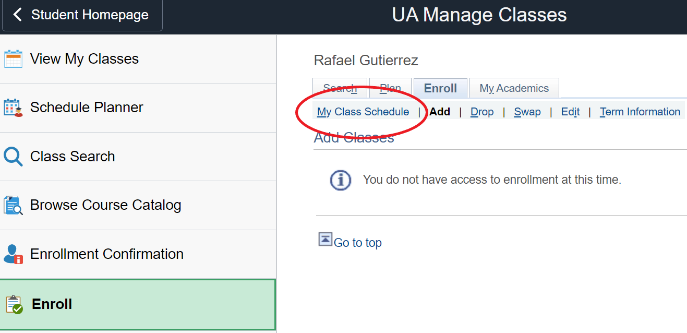 Student Homepage
UA Manage Classes
View My Classes
Schedule Planner
Class Search
Browse Course Catalog
Enrollment Confirmation
Enroll
Rafael Gutierrez
Search Plan Enroll My Academics
My Class Schedule | Add | Drop | Swap | Edit | Term Information
Add Classes
You do not have access to enrollment at this time.
Go to top